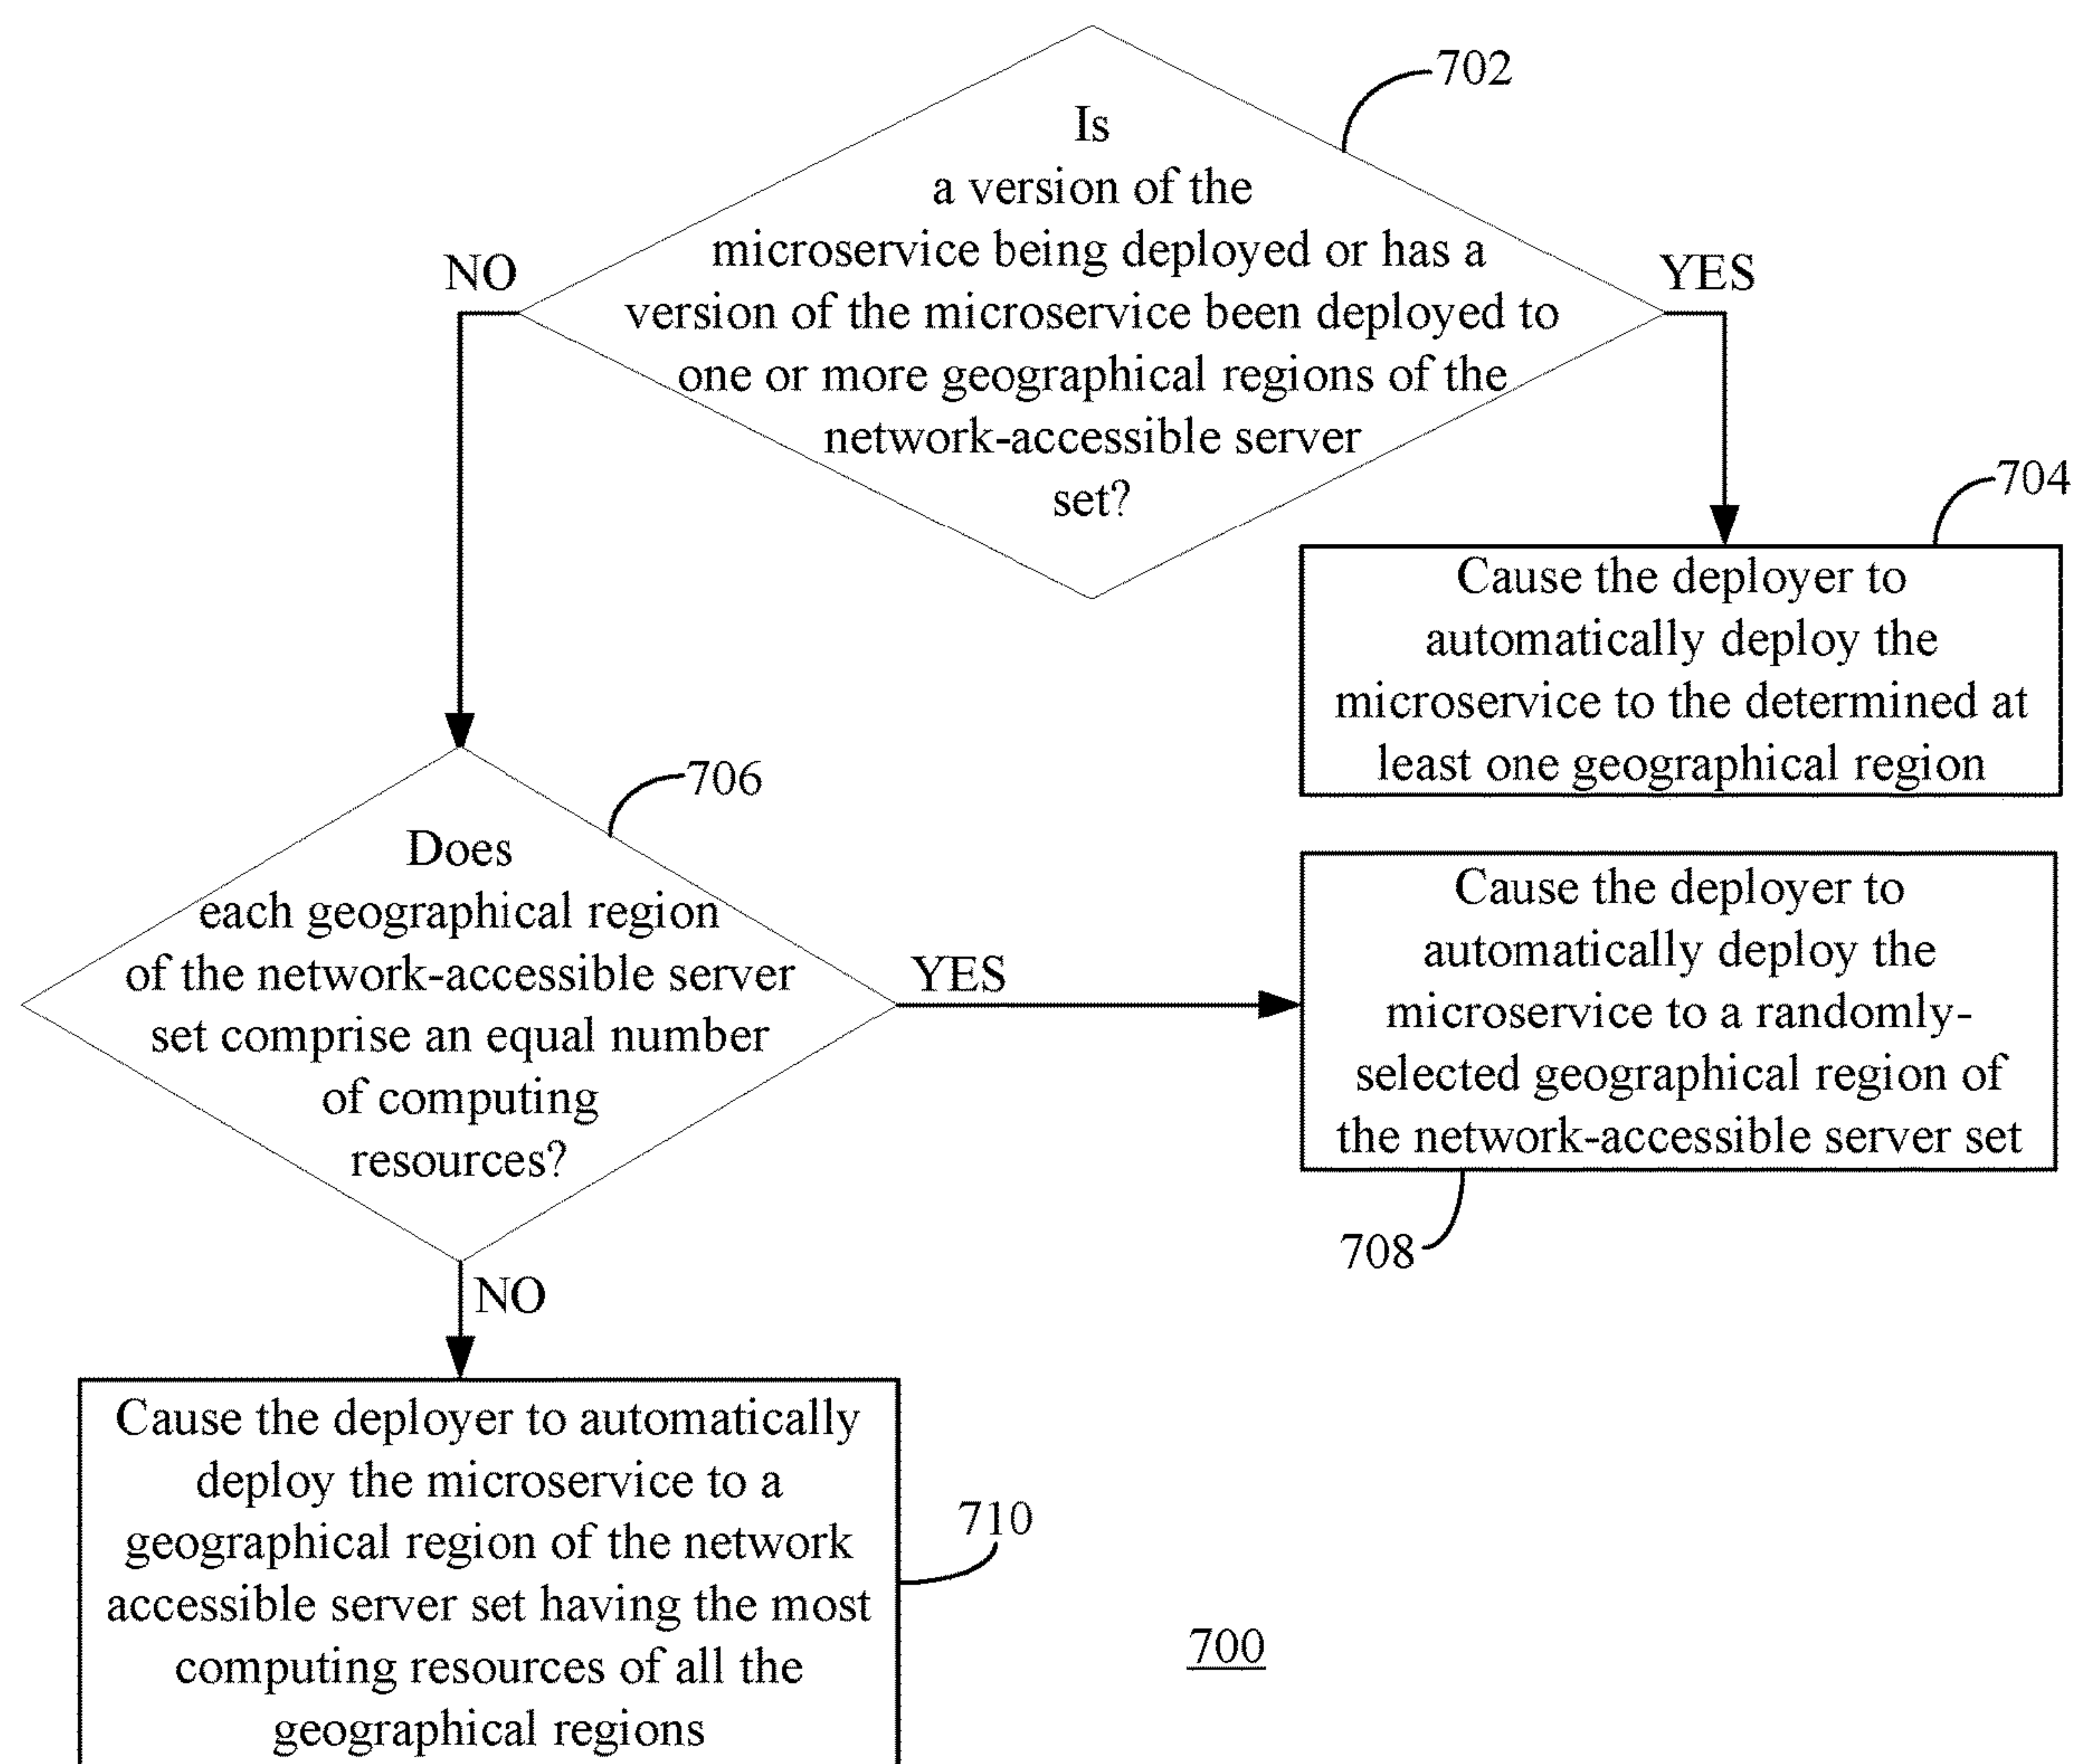 702
Is
a version of the
microservice being deployed or has a
version of the microservice been deployed to
one or more geographical regions of the
network-accessible server
set?
NO
YES
704
Cause the deployer to
automatically deploy the
microservice to the determined at
least one geographical region
706
Does
each geographical region
of the network-accessible server
set comprise an equal number
of computing
resources?
YES
Cause the deployer to
automatically deploy the
microservice to a randomly-
selected geographical region of
the network-accessible server set
708
NO
Cause the deployer to automatically
deploy the microservice to a
geographical region of the network
accessible server set having the most
computing resources of all the
geographical regions
710
700